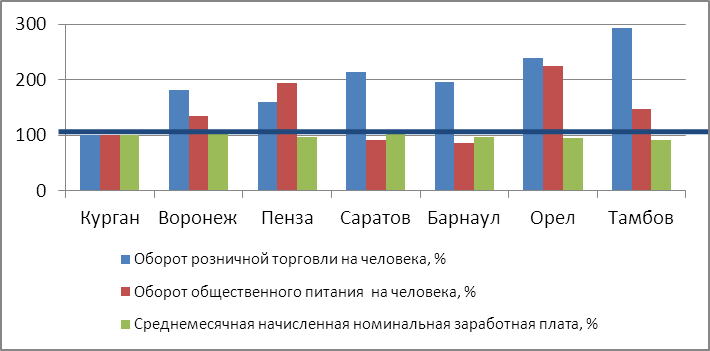 300
200
100
0
Курган Воронеж Пенза Саратов Барнаул Орел Тамбов
Оборот розничной торговли на человека, %
Оборот общественного питания на человека, %
Среднемесячная начисленная номинальная заработная плата, %